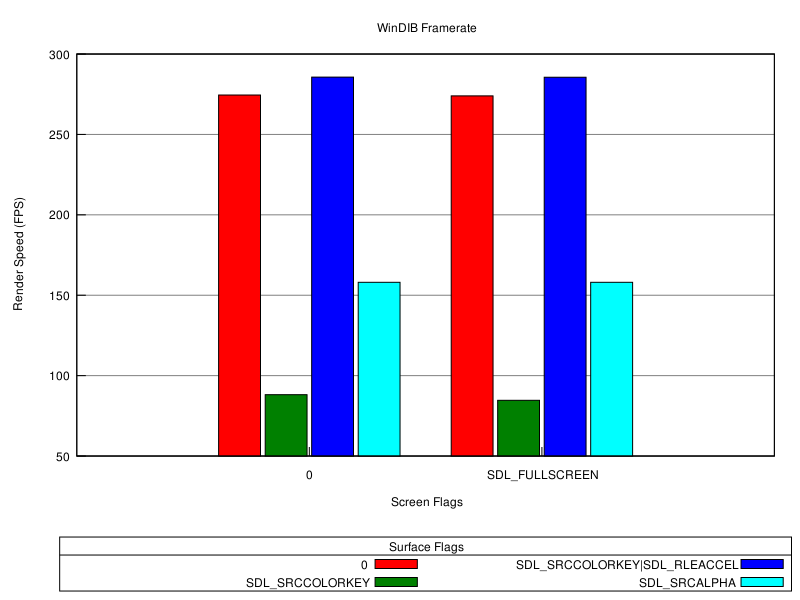 WinDIB Framerate
300
250
200
150
100
50
Render Speed (FPS)
0 SDL_FULLSCREEN
Screen Flags
Surface Flags
0 SDL_SRCCOLORKEY|SDL_RLEACCEL
SDL_SRCCOLORKEY SDL_SRCALPHA